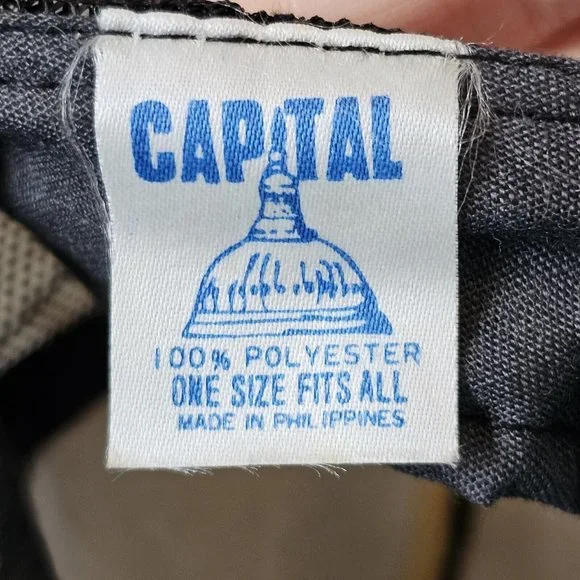 CAPITAL
100% POLYESTER
ONE SIZE FITS ALL
MADE IN PHILIPPINES